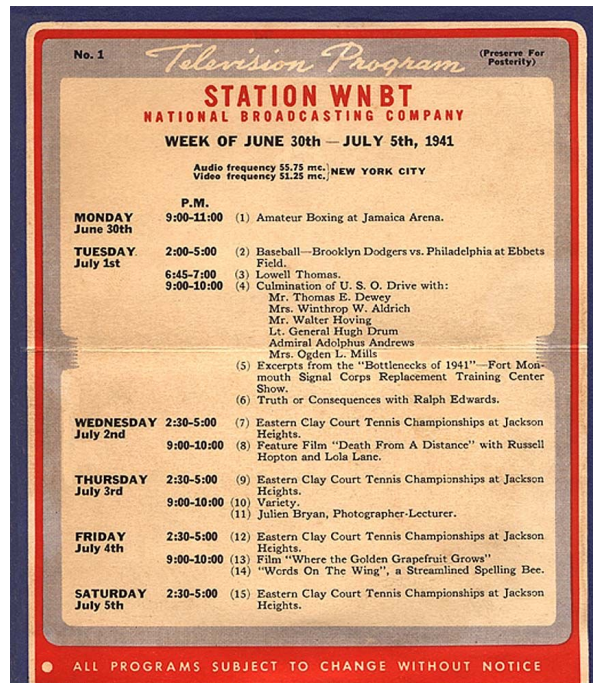 No. 1
Television Program
(Preserve For
Posterity)
STATION WNBT
NATIONAL BROADCASTING COMPANY
WEEK OF JUNE 30th — JULY 5th, 1941
Audio frequency 55.75 mc.
Video frequency 51.25 mc.
} NEW YORK CITY
P.M.
MONDAY 9:00-11:00 (1) Amateur Boxing at Jamaica Arena.
June 30th
TUESDAY 2:00-5:00 (2) Baseball—Brooklyn Dodgers vs. Philadelphia at Ebbets
July 1st Field.
6:45-7:00 (3) Lowell Thomas.
9:00-10:00 (4) Culmination of U. S. O. Drive with:
Mr. Thomas E. Dewey
Mrs. Winthrop W. Aldrich
Mr. Walter Hoving
Lt. General Hugh Drum
Admiral Adolphus Andrews
Mrs. Ogden L. Mills
(5) Excerpts from the "Bottlenecks of 1941"—Fort Mon-
mouth Signal Corps Replacement Training Center
Show.
(6) Truth or Consequences with Ralph Edwards.
WEDNESDAY 2:30-5:00 (7) Eastern Clay Court Tennis Championships at Jackson
July 2nd Heights.
9:00-10:00 (8) Feature Film "Death From A Distance" with Russell
Hopton and Lola Lane.
THURSDAY 2:30-5:00 (9) Eastern Clay Court Tennis Championships at Jackson
July 3rd Heights.
9:00-10:00 (10) Variety.
(11) Julien Bryan, Photographer-Lecturer.
FRIDAY 2:30-5:00 (12) Eastern Clay Court Tennis Championships at Jackson
July 4th Heights.
9:00-10:00 (13) Film "Where the Golden Grapefruit Grows"
(14) "Words On The Wing", a Streamlined Spelling Bee.
SATURDAY 2:30-5:00 (15) Eastern Clay Court Tennis Championships at Jackson
July 5th Heights.
ALL PROGRAMS SUBJECT TO CHANGE WITHOUT NOTICE